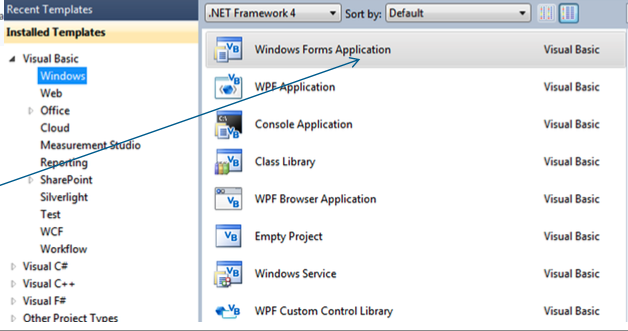 Recent Templates
.NET Framework 4 Sort by: Default
Installed Templates
Visual Basic
Windows
Web
Office
Cloud
Measurement Studio
Reporting
SharePoint
Silverlight
Test
WCF
Workflow
Visual C#
Visual C++
Visual F#
Other Project Types
Windows Forms Application Visual Basic
WPF Application Visual Basic
Console Application Visual Basic
Class Library Visual Basic
WPF Browser Application Visual Basic
Empty Project Visual Basic
Windows Service Visual Basic
WPF Custom Control Library Visual Basic